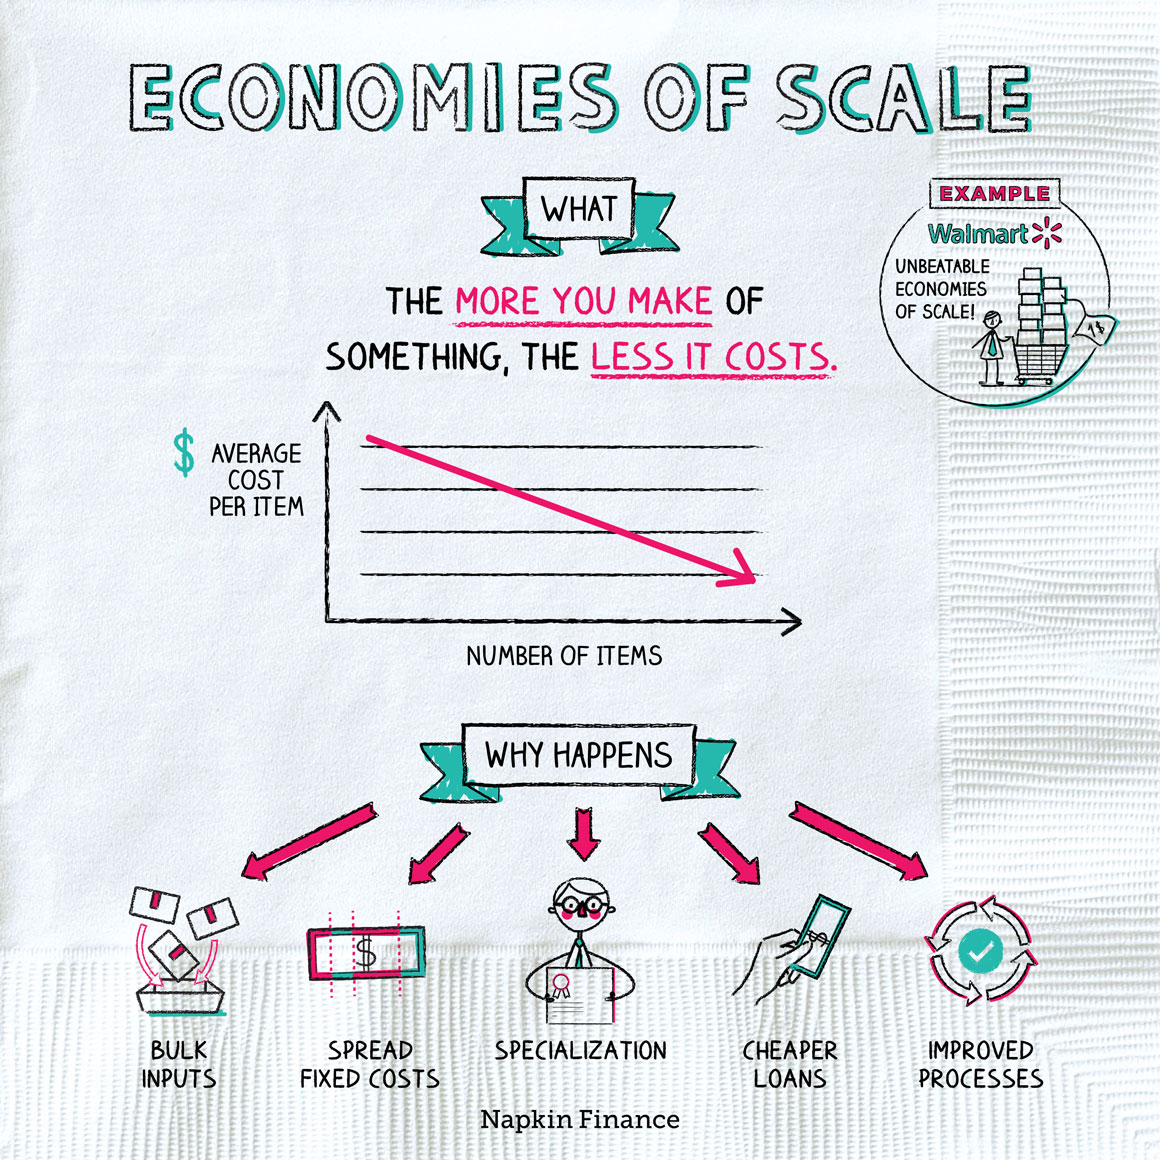 ECONOMIES OF SCALE
WHAT
THE MORE YOU MAKE OF
SOMETHING, THE LESS IT COSTS.
EXAMPLE
Walmart
UNBEATABLE
ECONOMIES
OF SCALE!
1$
$ AVERAGE
COST
PER ITEM
NUMBER OF ITEMS
WHY HAPPENS
$
$
BULK
INPUTS
SPREAD
FIXED COSTS
SPECIALIZATION
CHEAPER
LOANS
IMPROVED
PROCESSES
Napkin Finance